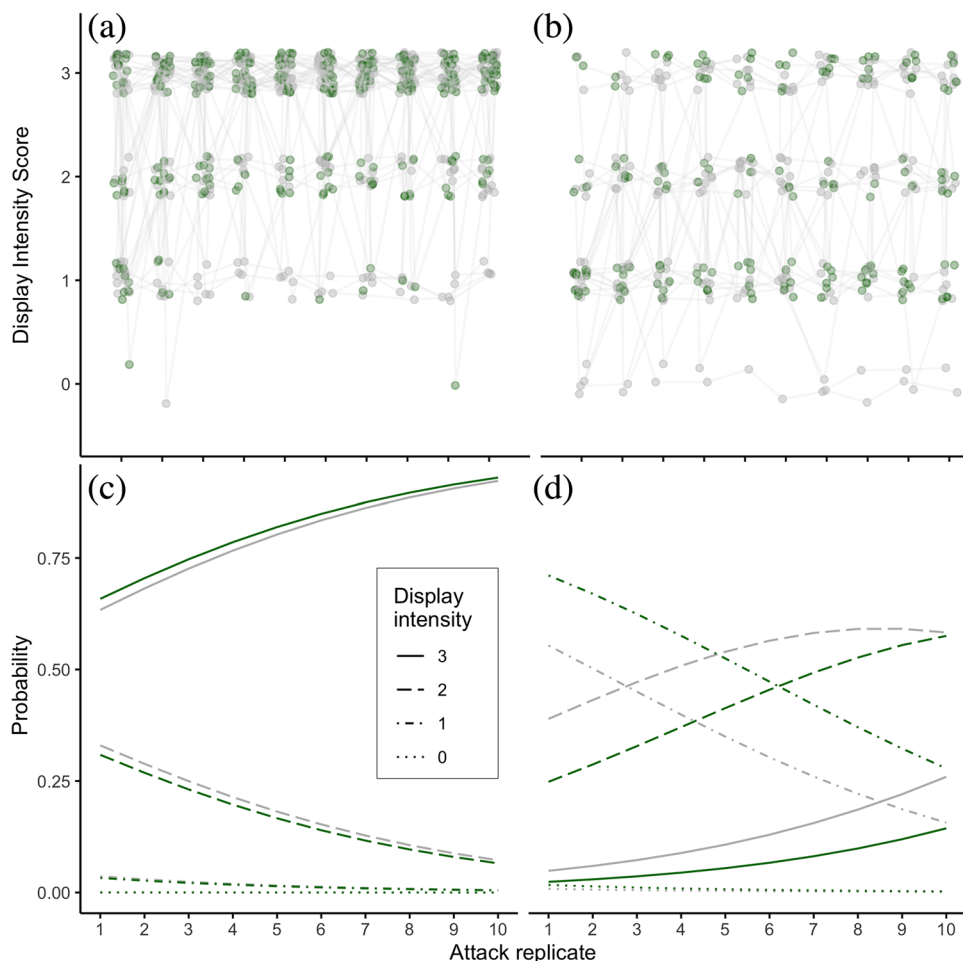 (a)
(b)
3
2
1
0
Display Intensity Score
(c)
(d)
0.75
0.50
0.25
0.00
Probability
Display
intensity
3
2
1
0
1 2 3 4 5 6 7 8 9 10
1 2 3 4 5 6 7 8 9 10
Attack replicate